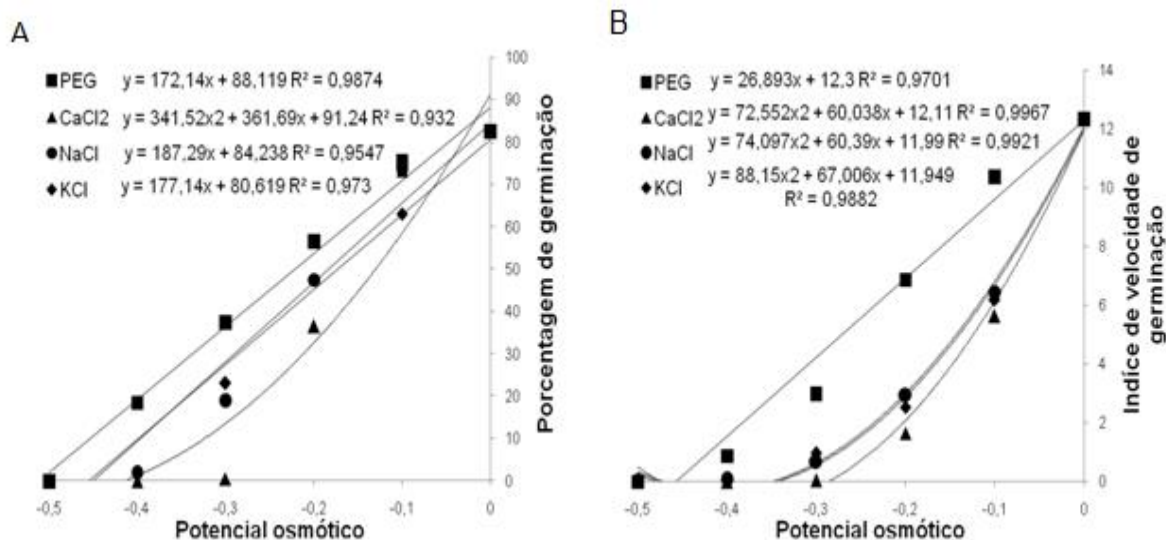 A
PEG y = 172,14x + 88,119 R² = 0,9874
CaCl2 y = 341,52x2 + 361,69x + 91,24 R² = 0,932
NaCl y = 187,29x + 84,238 R² = 0,9547
KCl y = 177,14x + 80,619 R² = 0,973
100
90
80
70
60
50
40
30
20
10
0
Porcentagem de germinação
-0,5 -0,4 -0,3 -0,2 -0,1 0
Potencial osmótico
B
PEG y = 26,893x + 12,3 R² = 0,9701
CaCl2 y = 72,552x2 + 60,038x + 12,11 R² = 0,9967
NaCl y = 74,097x2 + 60,39x + 11,99 R² = 0,9921
KCl y = 88,15x2 + 67,006x + 11,949
R² = 0,9882
14
12
10
8
6
4
2
0
Indíce de velocidade de
germinação
-0,5 -0,4 -0,3 -0,2 -0,1 0
Potencial osmótico